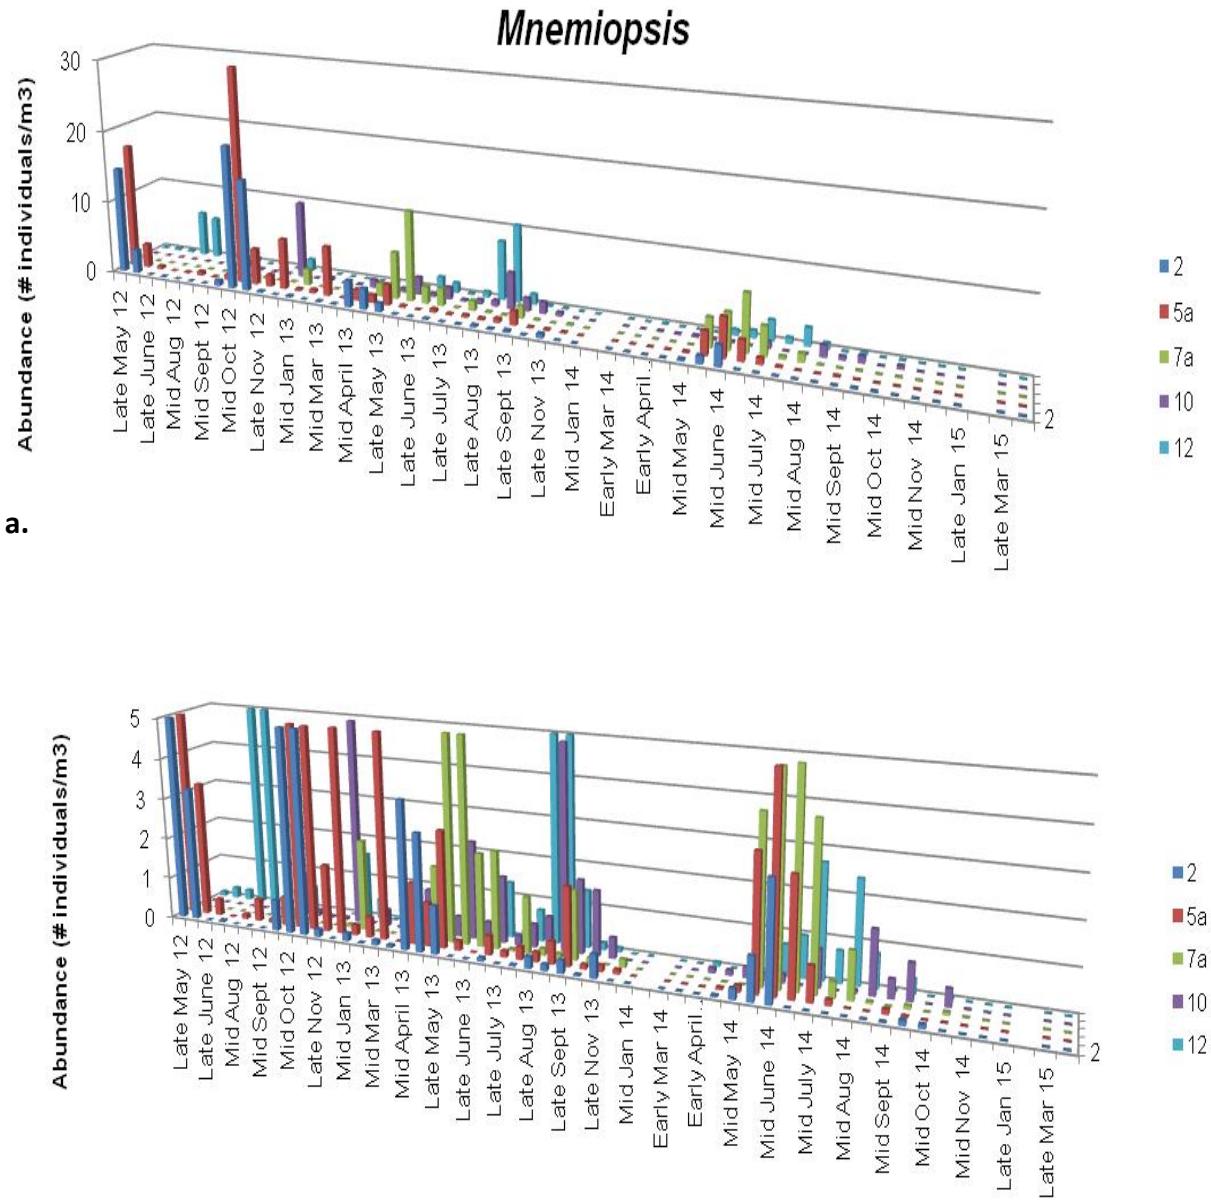 Mnemiopsis
Abundance (# individuals/m3)
30
20
10
0
Late May 12
Late June 12
Mid Aug 12
Mid Sept 12
Mid Oct 12
Late Nov 12
Mid Jan 13
Mid Mar 13
Mid April 13
Late May 13
Late June 13
Late July 13
Late Aug 13
Late Sept 13
Late Nov 13
Mid Jan 14
Early Mar 14
Early April..
Mid May 14
Mid June 14
Mid July 14
Mid Aug 14
Mid Sept 14
Mid Oct 14
Mid Nov 14
Late Jan 15
Late Mar 15
2
2
5a
7a
10
12
a.
Abundance (# individuals/m3)
5
4
3
2
1
0
Late May 12
Late June 12
Mid Aug 12
Mid Sept 12
Mid Oct 12
Late Nov 12
Mid Jan 13
Mid Mar 13
Mid April 13
Late May 13
Late June 13
Late July 13
Late Aug 13
Late Sept 13
Late Nov 13
Mid Jan 14
Early Mar 14
Early April..
Mid May 14
Mid June 14
Mid July 14
Mid Aug 14
Mid Sept 14
Mid Oct 14
Mid Nov 14
Late Jan 15
Late Mar 15
2
2
5a
7a
10
12